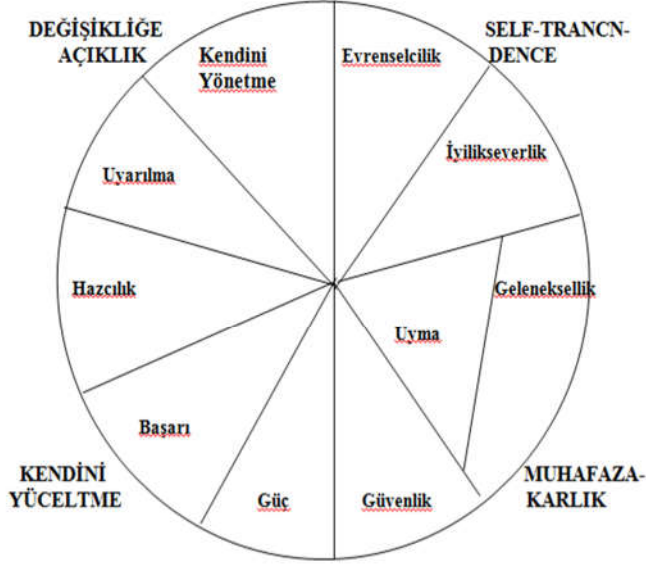 DEĞİŞİKLİĞE
AÇIKLIK
Kendini
Yönetme
Evrenselcilik
SELF-TRANCN-
DENCE
İyilikseverlik
Uyarılma
Hazcılık
Geleneksellik
Uyma
Başarı
KENDİNİ
YÜCELTME
Güç
Güvenlik
MUHAFAZA-
KARLIK